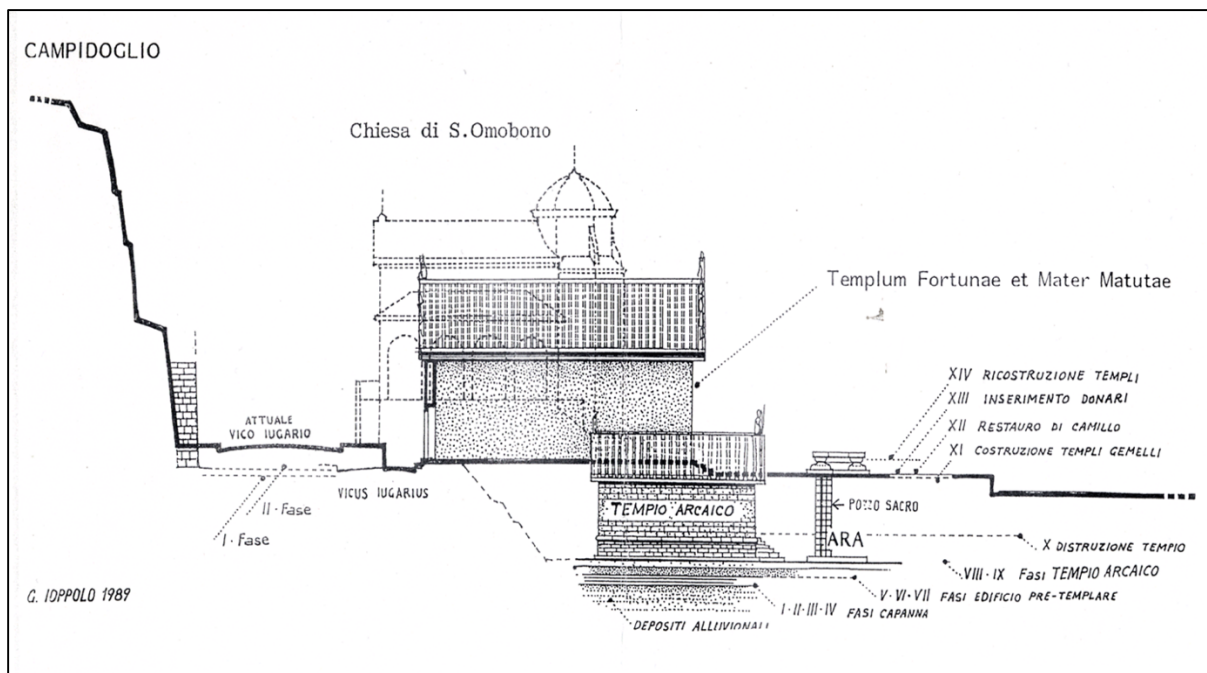 CAMPIDOGLIO
Chiesa di S.Omobono
Templum Fortunae et Mater Matutae
XIV RICOSTRUZIONE TEMPLI
XIII INSERIMENTO DONARI
XII RESTAURO DI CAMILLO
XI COSTRUZIONE TEMPLI GEMELLI
ATTUALE
VICO IUGARIO
VICUS IUGARIUS
II-Fase
I-Fase
TEMPIO ARCAICO
POZZO SACRO
ARA
X DISTRUZIONE TEMPIO
VIII-IX Fasi TEMPIO ARCAICO
V-VI-VII FASI EDIFICIO PRE-TEMPLARE
I-II-III-IV FASI CAPANNA
DEPOSITI ALLUVIONALI
G. IOPPOLO 1989